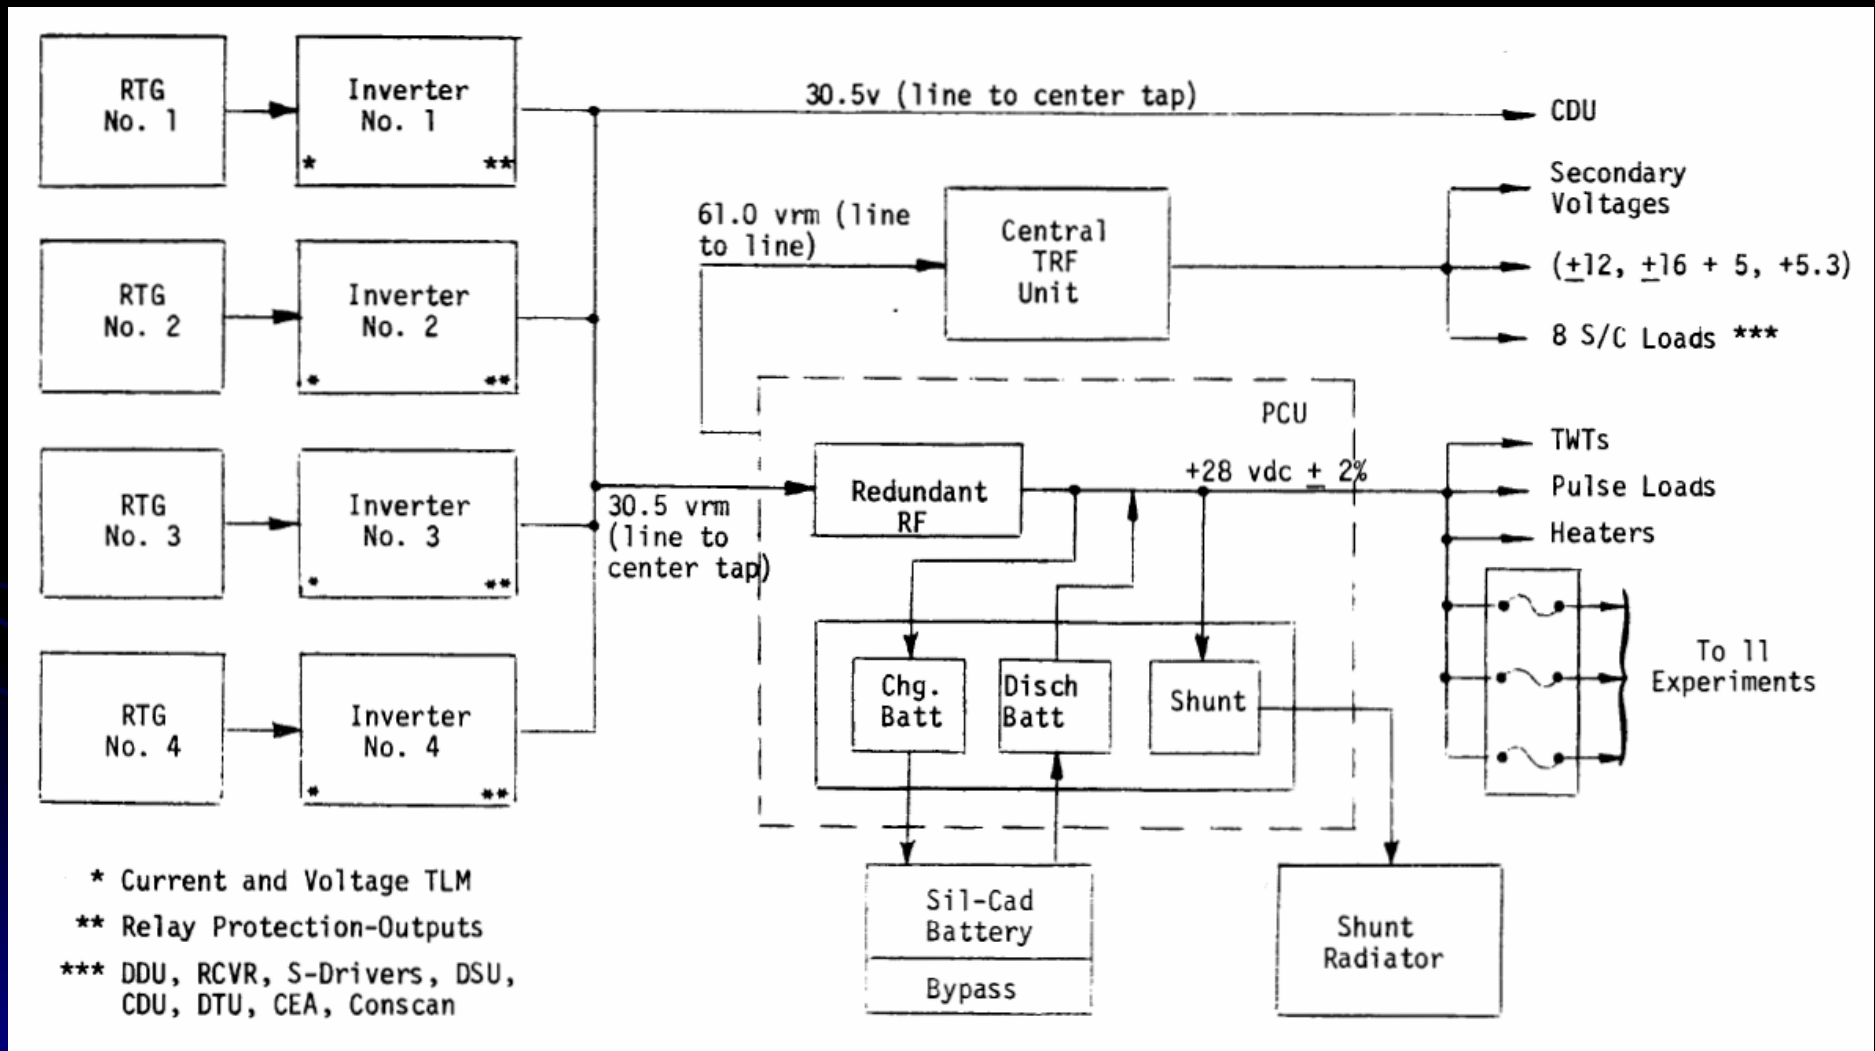 RTG
No. 1
Inverter
No. 1
* **
30.5v (line to center tap)
CDU
RTG
No. 2
Inverter
No. 2
* **
61.0 vrm (line
to line)
Central
TRF
Unit
Secondary
Voltages
(±12, ±16 + 5, +5.3)
8 S/C Loads ***
RTG
No. 3
Inverter
No. 3
* **
30.5 vrm
(line to
center tap)
PCU
Redundant
RF
+28 vdc ± 2%
TWTs
Pulse Loads
Heaters
To 11
Experiments
RTG
No. 4
Inverter
No. 4
* **
Chg.
Batt
Disch
Batt
Shunt
Sil-Cad
Battery
Bypass
Shunt
Radiator
* Current and Voltage TLM
** Relay Protection-Outputs
*** DDU, RCVR, S-Drivers, DSU,
CDU, DTU, CEA, Conscan